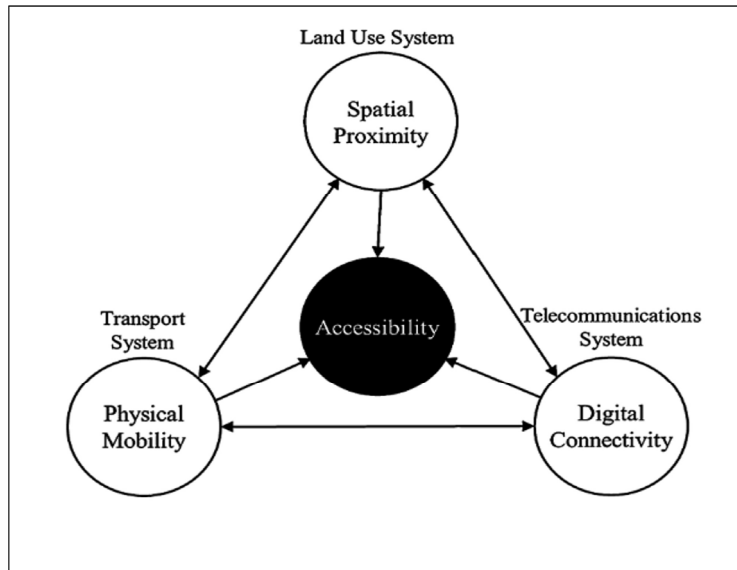 Land Use System
Spatial
Proximity
Accessibility
Transport
System
Telecommunications
System
Physical
Mobility
Digital
Connectivity